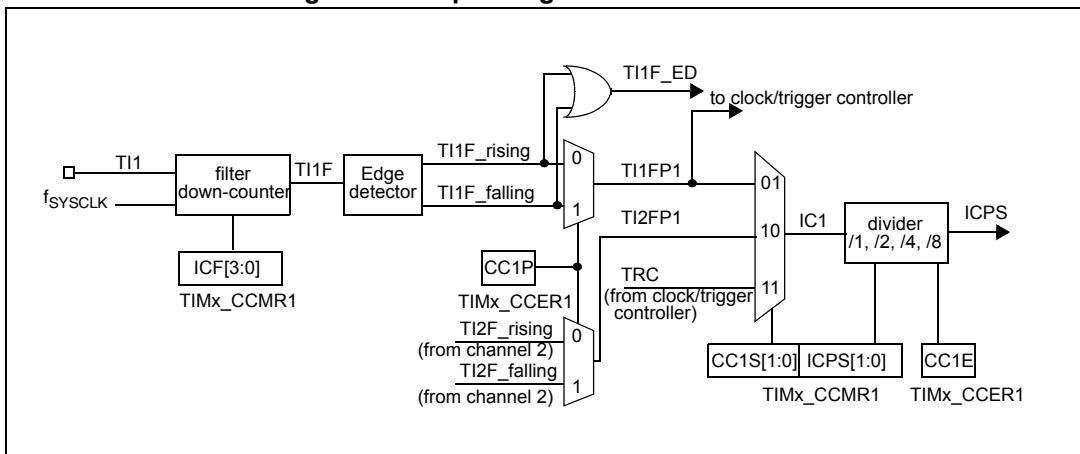 TI1F_ED
to clock/trigger controller
TI1
f_SYSCLK
filter
down-counter
TI1F
Edge
detector
TI1F_rising
TI1F_falling
0
1
TI1FP1
01
TI2FP1
10
IC1
divider
/1, /2, /4, /8
ICPS
ICF[3:0]
TIMx_CCMR1
CC1P
TIMx_CCER1
TRC
(from clock/trigger
controller)
11
TI2F_rising
(from channel 2)
TI2F_falling
(from channel 2)
0
1
CC1S[1:0]
ICPS[1:0]
TIMx_CCMR1
CC1E
TIMx_CCER1